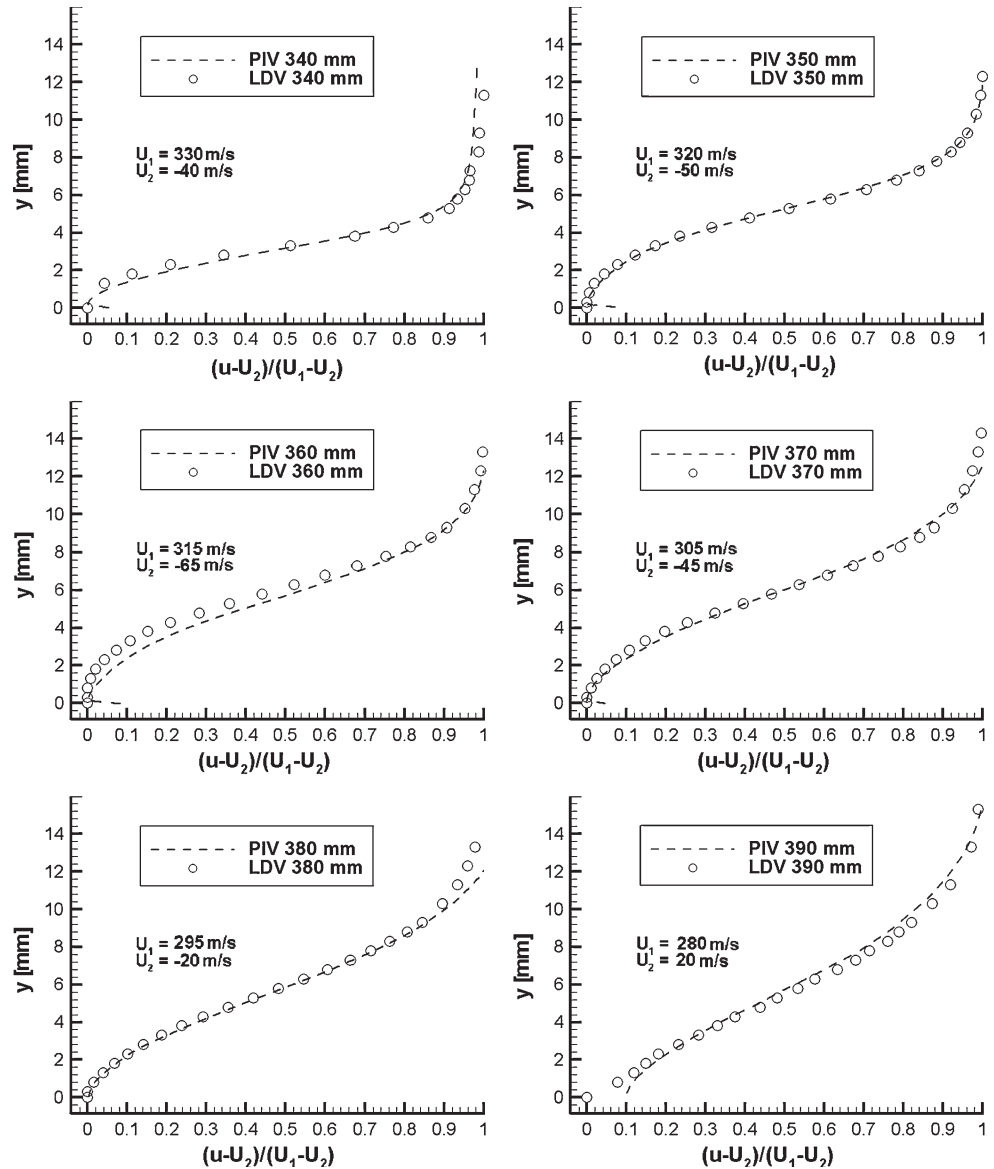 14
12
10
8
6
4
2
0
y [mm]
PIV 340 mm
LDV 340 mm
U₁ = 330 m/s
U₂ = -40 m/s
0 0.1 0.2 0.3 0.4 0.5 0.6 0.7 0.8 0.9 1
(u-U₂)/(U₁-U₂)
14
12
10
8
6
4
2
0
y [mm]
PIV 350 mm
LDV 350 mm
U₁ = 320 m/s
U₂ = -50 m/s
0 0.1 0.2 0.3 0.4 0.5 0.6 0.7 0.8 0.9 1
(u-U₂)/(U₁-U₂)
14
12
10
8
6
4
2
0
y [mm]
PIV 360 mm
LDV 360 mm
U₁ = 315 m/s
U₂ = -65 m/s
0 0.1 0.2 0.3 0.4 0.5 0.6 0.7 0.8 0.9 1
(u-U₂)/(U₁-U₂)
14
12
10
8
6
4
2
0
y [mm]
PIV 370 mm
LDV 370 mm
U₁ = 305 m/s
U₂ = -45 m/s
0 0.1 0.2 0.3 0.4 0.5 0.6 0.7 0.8 0.9 1
(u-U₂)/(U₁-U₂)
14
12
10
8
6
4
2
0
y [mm]
PIV 380 mm
LDV 380 mm
U₁ = 295 m/s
U₂ = -20 m/s
0 0.1 0.2 0.3 0.4 0.5 0.6 0.7 0.8 0.9 1
(u-U₂)/(U₁-U₂)
14
12
10
8
6
4
2
0
y [mm]
PIV 390 mm
LDV 390 mm
U₁ = 280 m/s
U₂ = 20 m/s
0 0.1 0.2 0.3 0.4 0.5 0.6 0.7 0.8 0.9 1
(u-U₂)/(U₁-U₂)